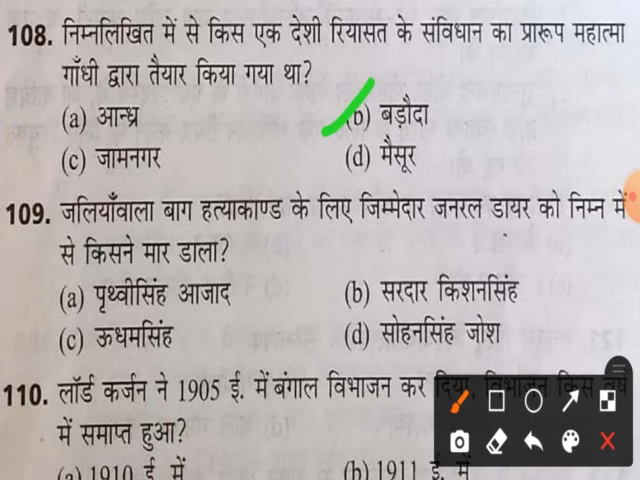 108. निम्नलिखित में से किस एक देशी रियासत के संविधान का प्रारूप महात्मा
गाँधी द्वारा तैयार किया गया था?
(a) आन्ध्र (b) बड़ौदा
(c) जामनगर (d) मैसूर
109. जलियाँवाला बाग हत्याकाण्ड के लिए जिम्मेदार जनरल डायर को निम्न में
से किसने मार डाला?
(a) पृथ्वीसिंह आजाद (b) सरदार किशनसिंह
(c) ऊधमसिंह (d) सोहनसिंह जोश
110. लॉर्ड कर्जन ने 1905 ई. में बंगाल विभाजन कर दिया, विभाजन किस वर्ष
में समाप्त हुआ?
(a) 1910 ई. में (b) 1911 ई. में